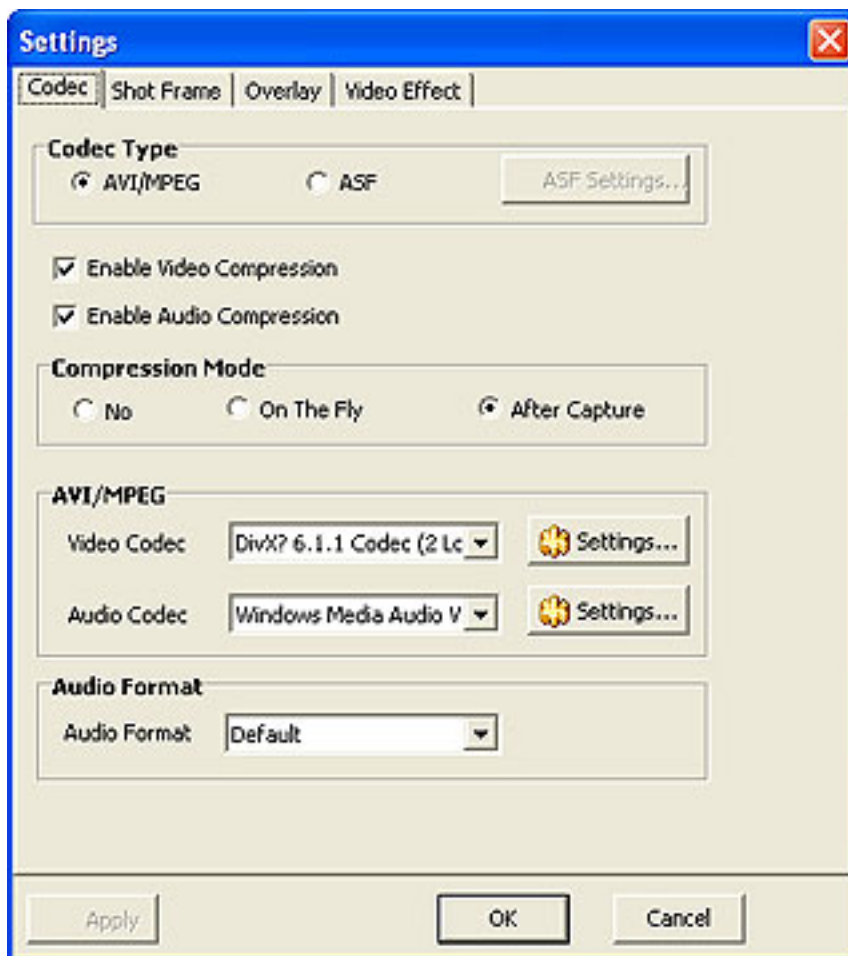 Settings
Codec Shot Frame Overlay Video Effect
Codec Type
AVI/MPEG ASF ASF Settings...
Enable Video Compression
Enable Audio Compression
Compression Mode
No On The Fly After Capture
AVI/MPEG
Video Codec DivX? 6.1.1 Codec (2 Lc Settings...
Audio Codec Windows Media Audio V Settings...
Audio Format
Audio Format Default
Apply OK Cancel